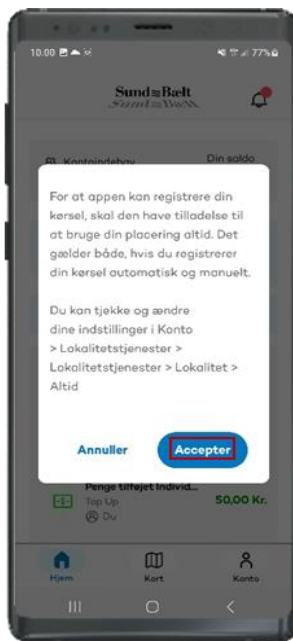 10.00
77%
Sund≈Bælt
Kontoindehav
Din saldo
For at appen kan registrere din
kørsel, skal den have tilladelse til
at bruge din placering altid. Det
gælder både, hvis du registrerer
din kørsel automatisk og manuelt.
Du kan tjekke og ændre
dine indstillinger i Konto
> Lokalitetstjenester >
Lokalitetstjenester > Lokalitet >
Altid
Annuller
Accepter
Penge tilføjet Individ...
Top Up
50,00 Kr.
Du
Hjem
Kort
Konto